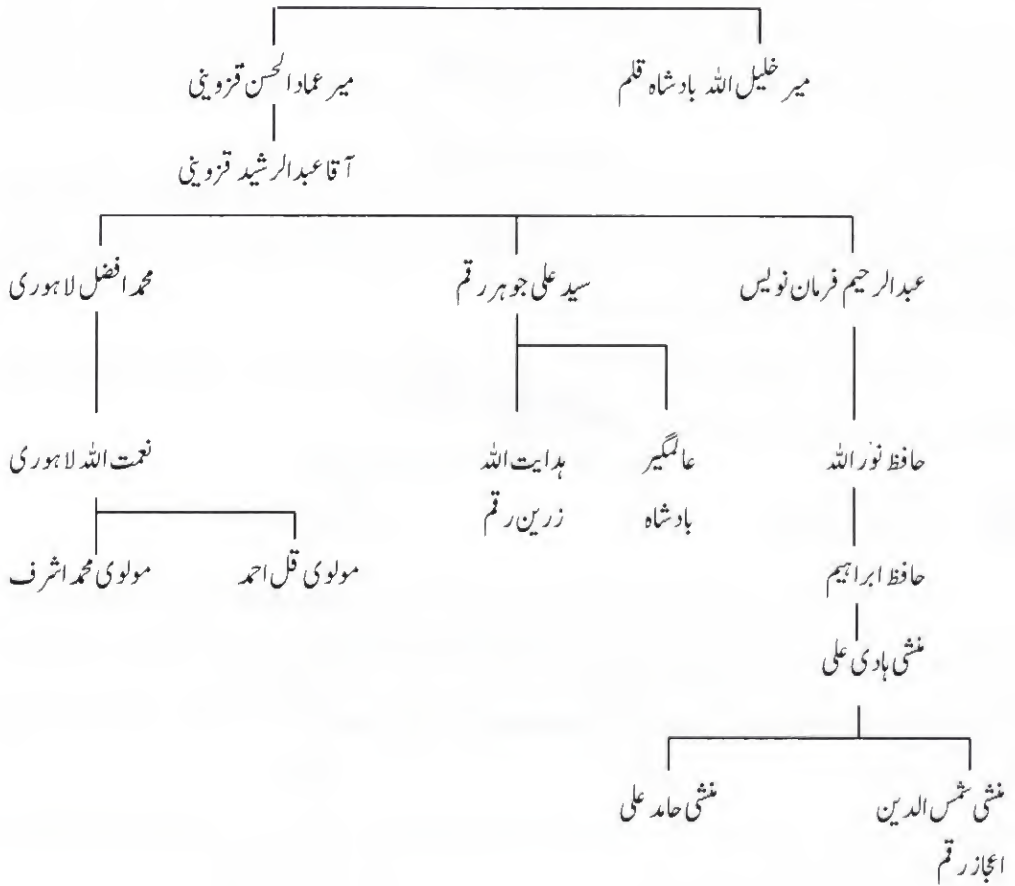 میر خلیل اللہ بادشاہ قلم
میر عماد الحسن قزوینی
آقا عبدالرشید قزوینی
عبدالرحیم فرمان نویس
سید علی جوہر رقم
محمد افضل لاہوری
حافظ نوراللہ
عالمگیر
بادشاہ
ہدایت اللہ
زرین رقم
نعمت اللہ لاہوری
حافظ ابراہیم
مولوی قل احمد
مولوی محمد اشرف
منشی ہادی علی
منشی شمس الدین
اعجاز رقم
منشی حامد علی